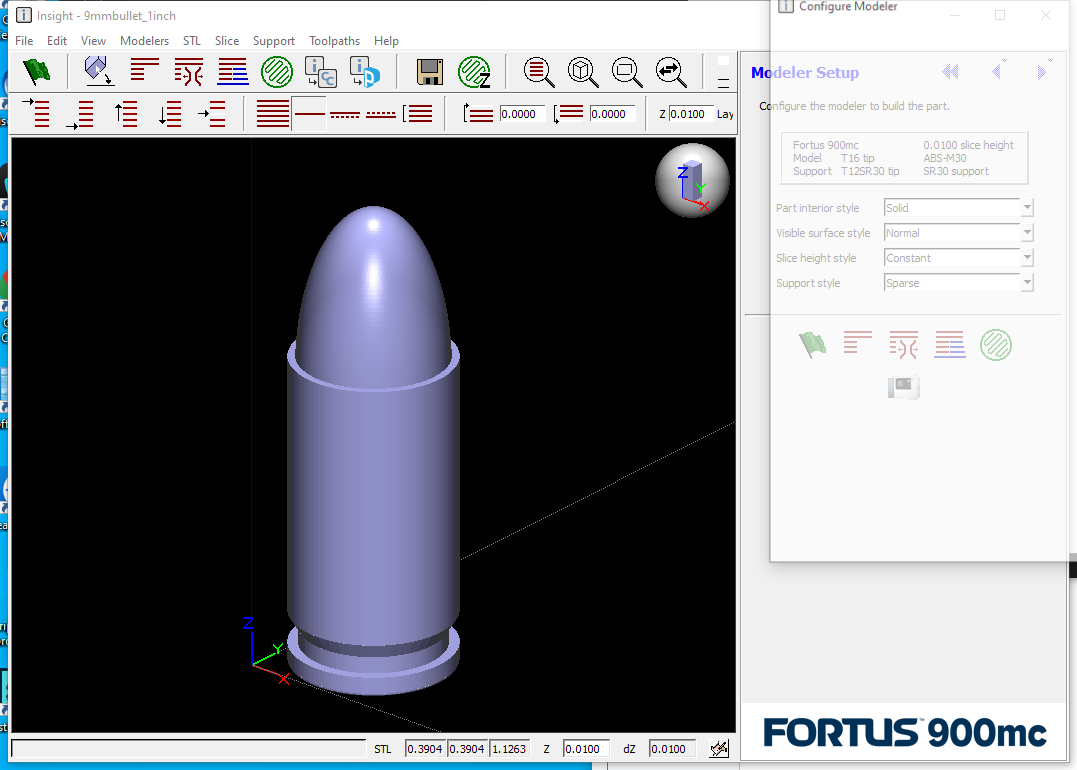 Insight - 9mmbullet_1inch
Configure Modeler
File Edit View Modelers STL Slice Support Toolpaths Help
Modeler Setup
Configure the modeler to build the part.
0.0000 0.0000 Z 0.0100 Lay
Fortus 900mc 0.0100 slice height
Model T16 tip ABS-M30
Support T12SR30 tip SR30 support
Part interior style Solid
Visible surface style Normal
Slice height style Constant
Support style Sparse
Z
Y
X
Z
Y
X
FORTUS™ 900mc
STL 0.3904 0.3904 1.1263 Z 0.0100 dZ 0.0100